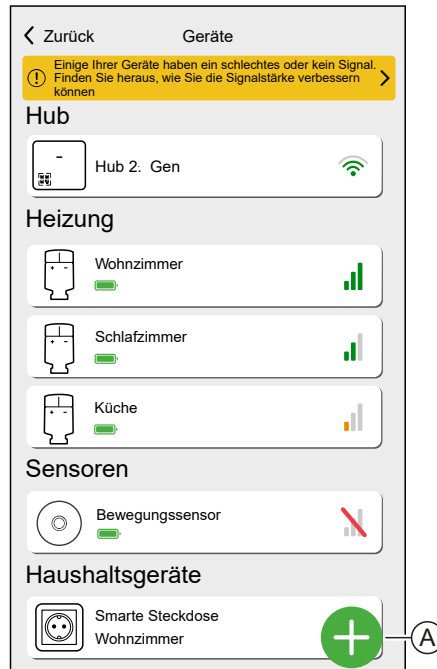 Zurück
Geräte
Einige Ihrer Geräte haben ein schlechtes oder kein Signal.
Finden Sie heraus, wie Sie die Signalstärke verbessern
können
Hub
Hub 2. Gen
Heizung
Wohnzimmer
Schlafzimmer
Küche
Sensoren
Bewegungssensor
Haushaltsgeräte
Smarte Steckdose
Wohnzimmer
A